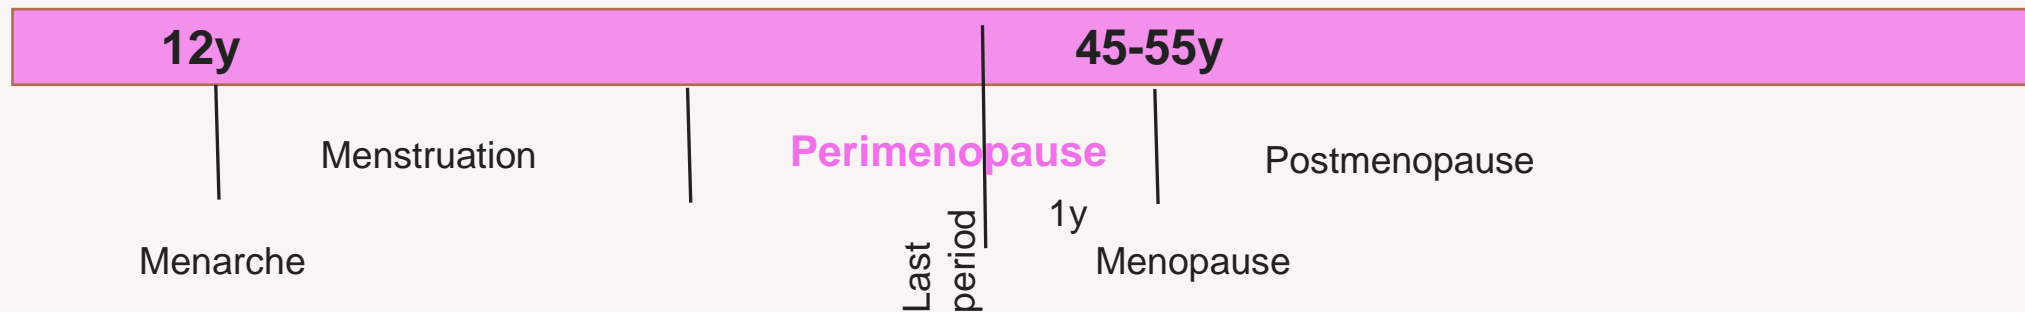 12y
45-55y
Menstruation
Perimenopause
Postmenopause
1y
Menarche
Last
period
Menopause